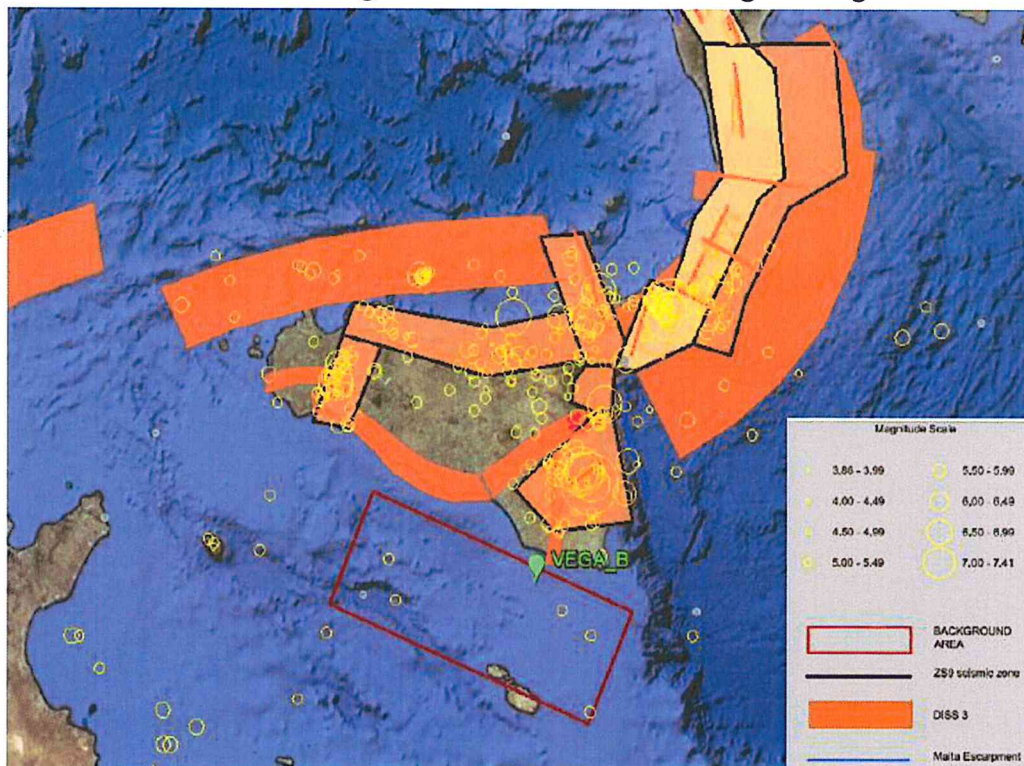 VEGA_B
Magnitude Scale
3.86 - 3.99
5.50 - 5.99
4.00 - 4.49
6.00 - 6.49
4.50 - 4.99
6.50 - 6.99
5.00 - 5.49
7.00 - 7.41
BACKGROUND
AREA
ZS9 seismic zone
DISS 3
Malta Escarpment